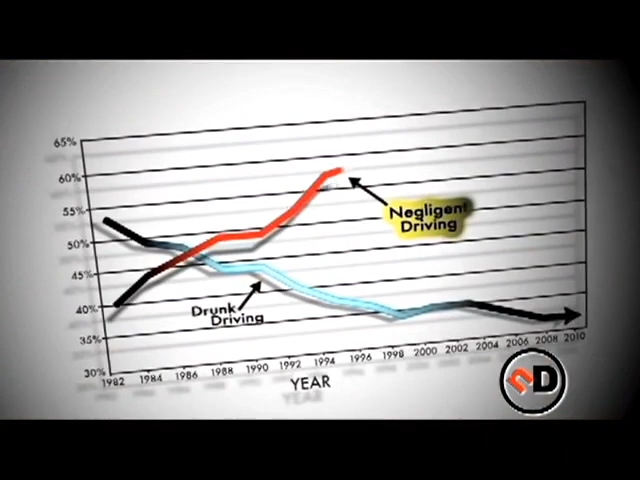 65%
60%
55%
50%
45%
40%
35%
30%
Negligent
Driving
Drunk
Driving
1982 1984 1986 1988 1990 1992 1994 1996 1998 2000 2002 2004 2006 2008 2010
YEAR
2D